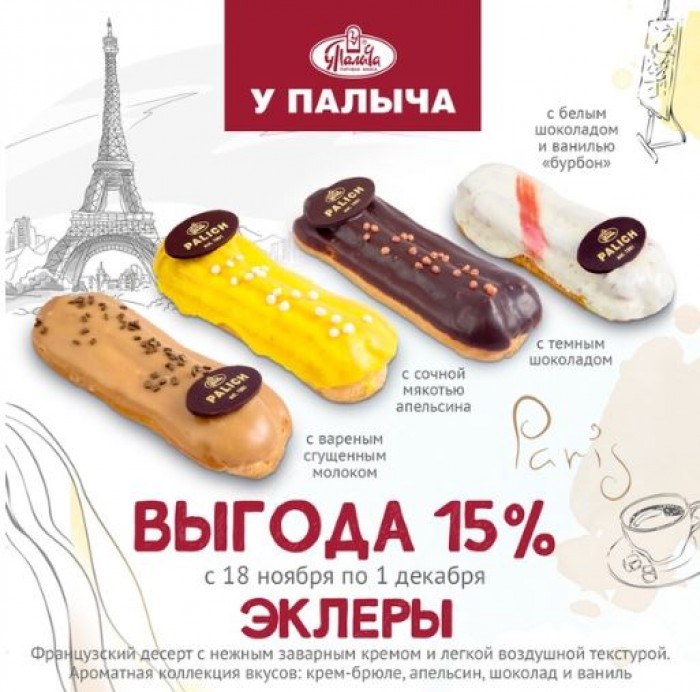 у Палыча
ТОРГОВАЯ МАРКА
У ПАЛЫЧА
с белым
шоколадом
и ванилью
«бурбон»
PALICH
PALICH
PALICH
PALICH
с темным
шоколадом
с сочной
мякотью
апельсина
с вареным
сгущенным
молоком
Paris
ВЫГОДА 15%
с 18 ноября по 1 декабря
ЭКЛЕРЫ
Французский десерт с нежным заварным кремом и легкой воздушной текстурой.
Ароматная коллекция вкусов: крем-брюле, апельсин, шоколад и ваниль